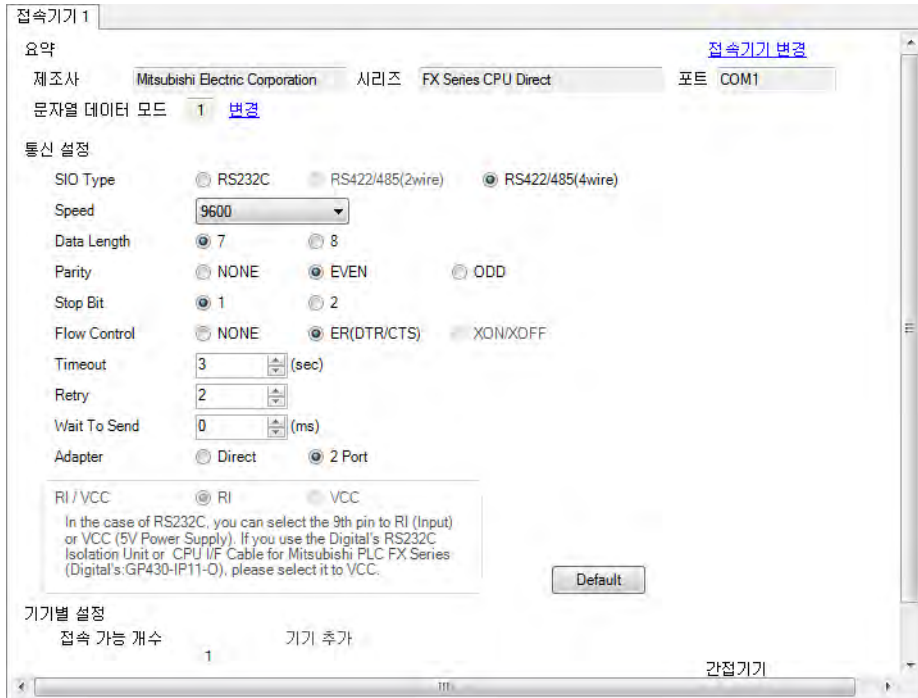 접속기기 1
요약 접속기기 변경
제조사 Mitsubishi Electric Corporation 시리즈 FX Series CPU Direct 포트 COM1
문자열 데이터 모드 1 변경
통신 설정
SIO Type RS232C RS422/485(2wire) RS422/485(4wire)
Speed 9600
Data Length 7 8
Parity NONE EVEN ODD
Stop Bit 1 2
Flow Control NONE ER(DTR/CTS) XON/XOFF
Timeout 3 (sec)
Retry 2
Wait To Send 0 (ms)
Adapter Direct 2 Port
RI / VCC RI VCC
In the case of RS232C, you can select the 9th pin to RI (Input)
or VCC (5V Power Supply). If you use the Digital's RS232C
Isolation Unit or CPU I/F Cable for Mitsubishi PLC FX Series
(Digital's:GP430-IP11-O), please select it to VCC.
Default
기기별 설정
접속 가능 개수 기기 추가
1
간접기기